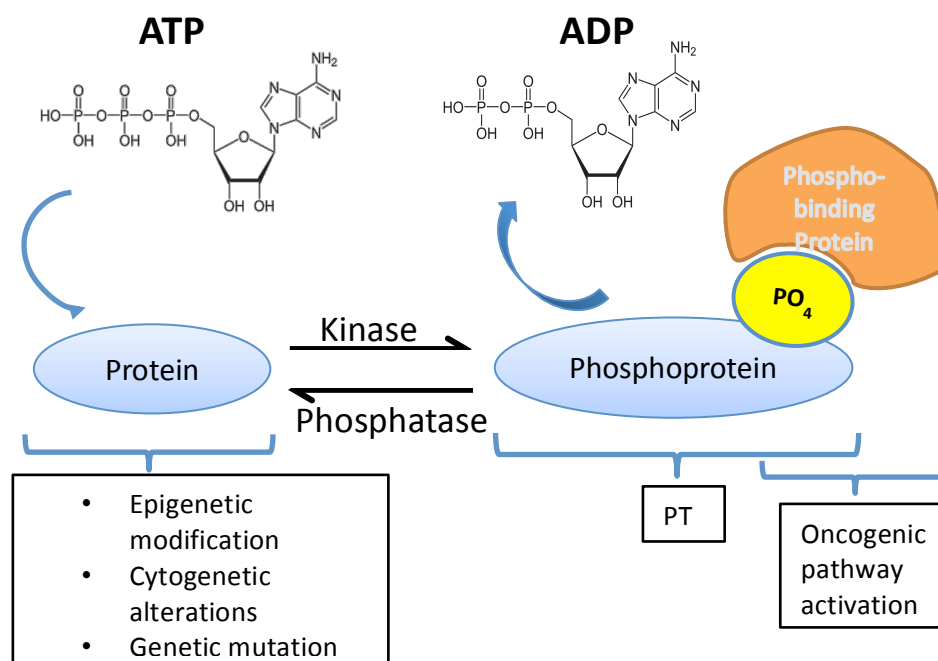 ATP
ADP
NH₂
N
N
N
N
O
O
O
HO-P-O-P-O-P-O
OH
OH
OH
O
OH
OH
NH₂
N
N
N
N
O
O
HO-P-O-P-O
OH
OH
O
OH
OH
Phospho-
binding
Protein
PO₄
Protein
Kinase
Phosphatase
Phosphoprotein
• Epigenetic
modification
• Cytogenetic
alterations
• Genetic mutation
PT
Oncogenic
pathway
activation